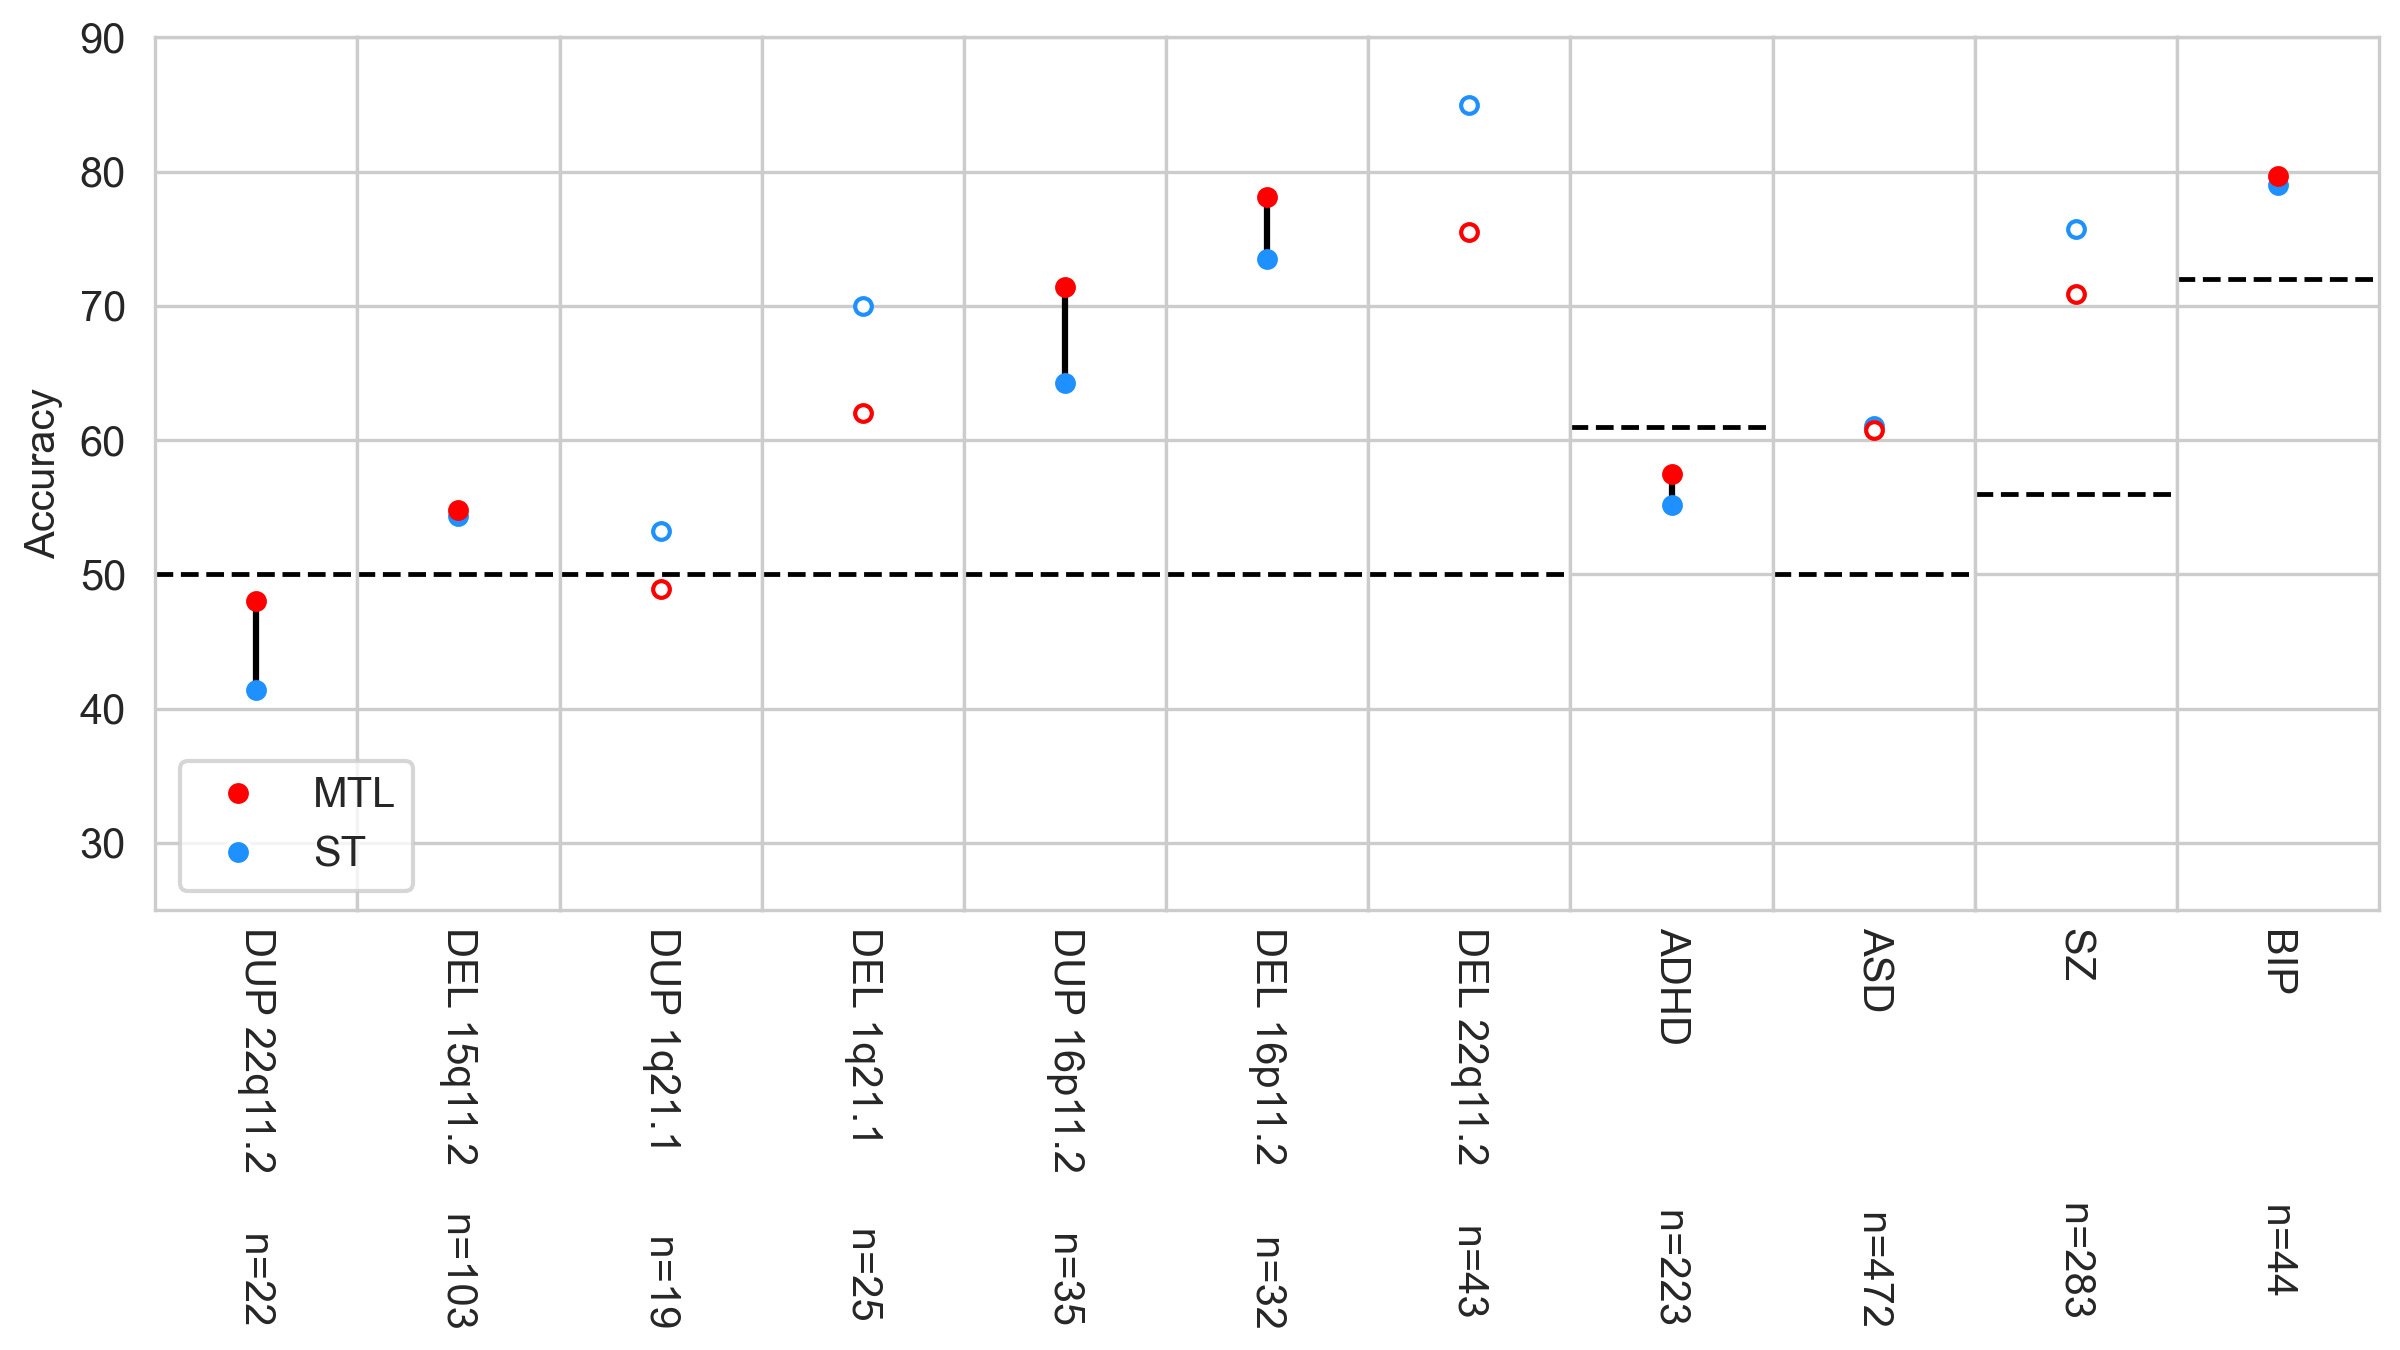 90
80
70
60
50
40
30
Accuracy
MTL
ST
DUP 22q11.2 n=22
DEL 15q11.2 n=103
DUP 1q21.1 n=19
DEL 1q21.1 n=25
DUP 16p11.2 n=35
DEL 16p11.2 n=32
DEL 22q11.2 n=43
ADHD n=223
ASD n=472
SZ n=283
BIP n=44